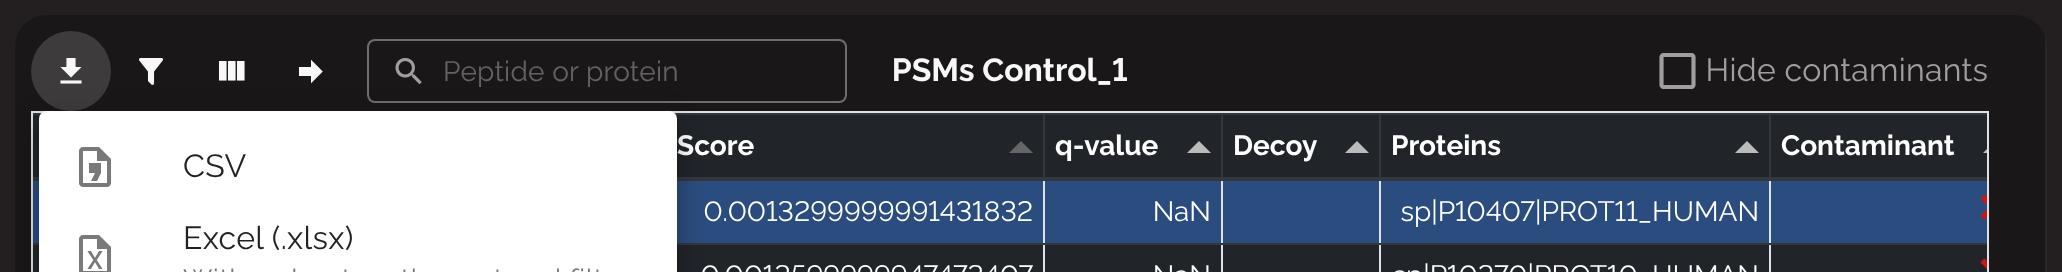 Peptide or protein
PSMs Control_1
Hide contaminants
Score
q-value
Decoy
Proteins
Contaminant
CSV
0.0013299999991431832
NaN
sp|P10407|PROT11_HUMAN
Excel (.xlsx)
NaN